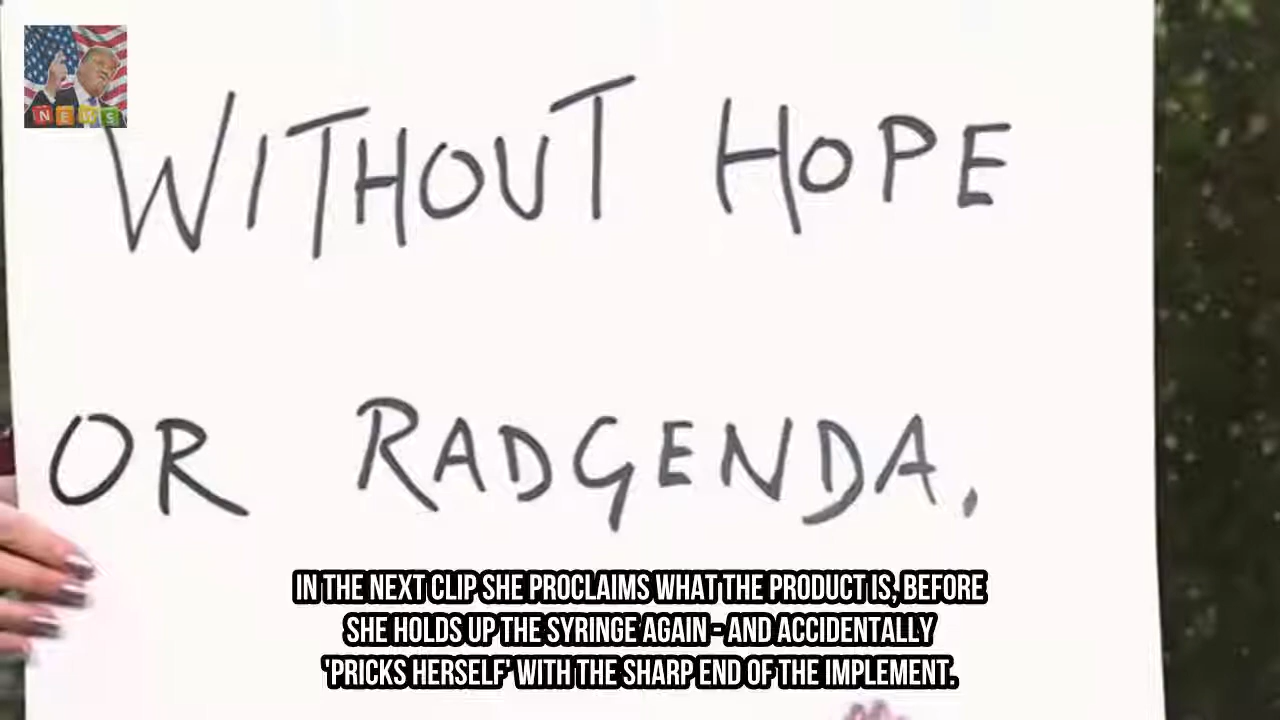 NEWS
WITHOUT HOPE
OR RADGENDA.
IN THE NEXT CLIP SHE PROCLAIMS WHAT THE PRODUCT IS, BEFORE
SHE HOLDS UP THE SYRINGE AGAIN - AND ACCIDENTALLY
'PRICKS HERSELF' WITH THE SHARP END OF THE IMPLEMENT.